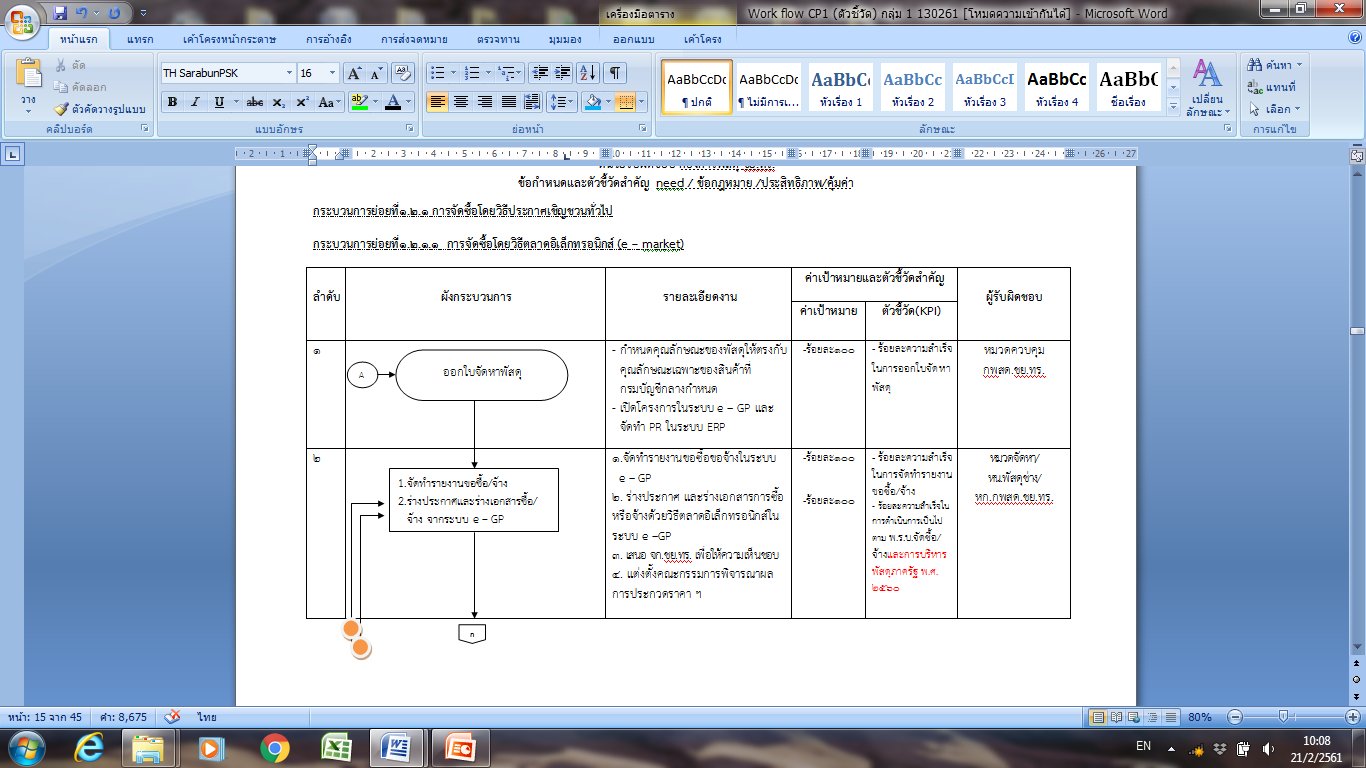 เครื่องมือตาราง
Work flow CP1 (ตัวชี้วัด) กลุ่ม 1 130261 [โหมดความเข้ากันได้] - Microsoft Word
หน้าแรก แทรก เค้าโครงหน้ากระดาษ การอ้างอิง การส่งจดหมาย ตรวจทาน มุมมอง ออกแบบ เค้าโครง
วาง
ตัด
คัดลอก
ตัวคัดวางรูปแบบ
คลิปบอร์ด
TH SarabunPSK 16
แบบอักษร
ย่อหน้า
AaBbCcDc AaBbCcDc AaBbCc AaBbCc AaBbCcI AaBbCc AaBbCc
¶ ปกติ ¶ ไม่มีการเ... หัวเรื่อง 1 หัวเรื่อง 2 หัวเรื่อง 3 หัวเรื่อง 4 ชื่อเรื่อง
ลักษณะ
เปลี่ยน
ลักษณะ
ค้นหา
แทนที่
เลือก
การแก้ไข
ข้อกำหนดและตัวชี้วัดสำคัญ need / ข้อกฎหมาย /ประสิทธิภาพ/คุ้มค่า
กระบวนการย่อยที่๑.๒.๑ การจัดซื้อโดยวิธีประกาศเชิญชวนทั่วไป
กระบวนการย่อยที่๑.๒.๑.๑ การจัดซื้อโดยวิธีตลาดอิเล็กทรอนิกส์ (e – market)
ลำดับ
ผังกระบวนการ
รายละเอียดงาน
ค่าเป้าหมายและตัวชี้วัดสำคัญ
ค่าเป้าหมาย
ตัวชี้วัด(KPI)
ผู้รับผิดชอบ
๑
A
ออกใบจัดหาพัสดุ
- กำหนดคุณลักษณะของพัสดุให้ตรงกับ
คุณลักษณะเฉพาะของสินค้าที่
กรมบัญชีกลางกำหนด
- เปิดโครงการในระบบ e – GP และ
จัดทำ PR ในระบบ ERP
-ร้อยละ๑๐๐
- ร้อยละความสำเร็จ
ในการออกใบจัดหา
พัสดุ
หมวดควบคุม
กพสด.ชย.ทร.
๒
1.จัดทำรายงานขอซื้อ/จ้าง
2.ร่างประกาศและร่างเอกสารซื้อ/
จ้าง จากระบบ e – GP
๑.จัดทำรายงานขอซื้อขอจ้างในระบบ
e – GP
๒. ร่างประกาศ และร่างเอกสารการซื้อ
หรือจ้างด้วยวิธีตลาดอิเล็กทรอนิกส์ใน
ระบบ e –GP
๓. เสนอ จก.ชย.ทร. เพื่อให้ความเห็นชอบ
๔. แต่งตั้งคณะกรรมการพิจารณาผล
การประกวดราคา ฯ
-ร้อยละ๑๐๐
-ร้อยละ๑๐๐
- ร้อยละความสำเร็จ
ในการจัดทำรายงาน
ขอซื้อ/จ้าง
- ร้อยละความสำเร็จใน
การดำเนินการเป็นไป
ตาม พ.ร.บ.จัดซื้อ/
จ้างและการบริหาร
พัสดุภาครัฐ พ.ศ.
๒๕๖๐
หมวดจัดหา/
หน.พัสดุช่าง/
หก.กพสด.ชย.ทร.
ก
หน้า: 15 จาก 45 คำ: 8,675 ไทย 80%
EN
10:08
21/2/2561